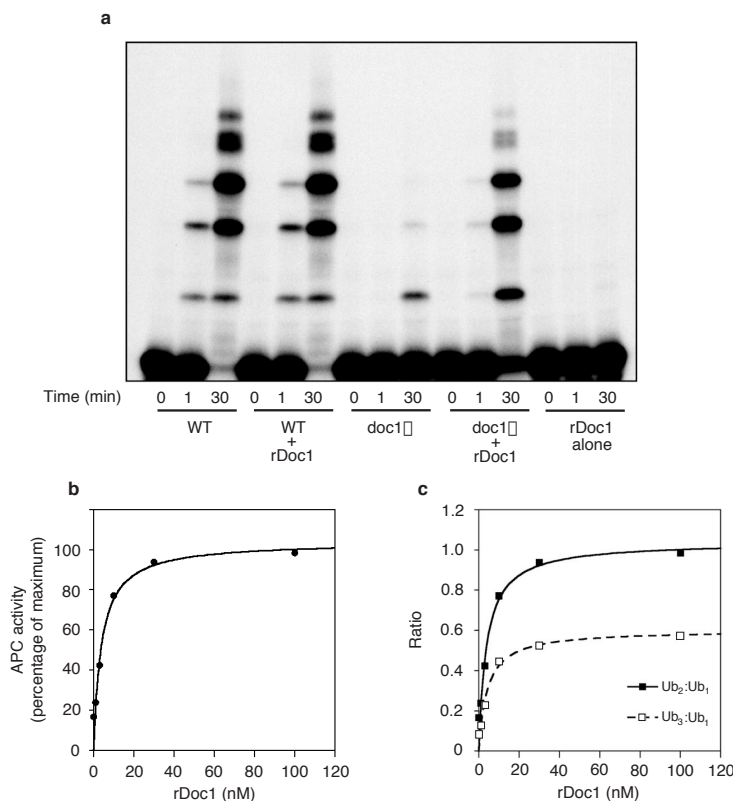 a
Time (min) 0 1 30 0 1 30 0 1 30 0 1 30 0 1 30
WT WT + rDoc1 doc1▯ doc1▯ + rDoc1 rDoc1 alone
b
APC activity
(percentage of maximum)
100
80
60
40
20
0
0 20 40 60 80 100 120
rDoc1 (nM)
c
Ratio
1.2
1.0
0.8
0.6
0.4
0.2
0
Ub₂:Ub₁
Ub₃:Ub₁
0 20 40 60 80 100 120
rDoc1 (nM)